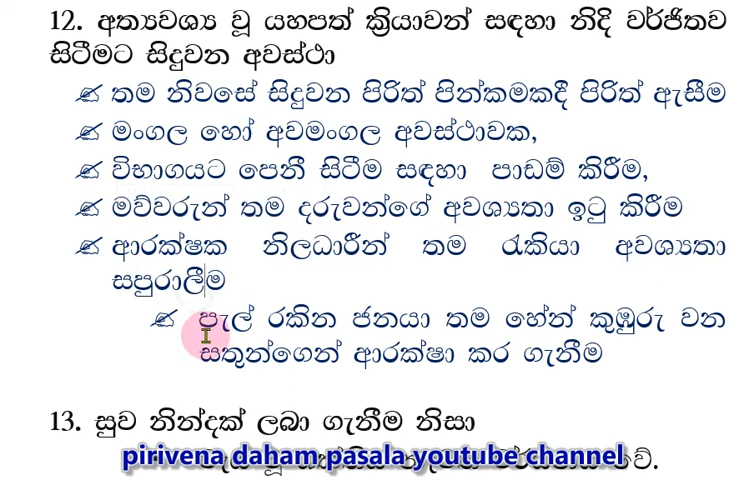 12. අත්‍යවශ්‍ය වූ යහපත් ක්‍රියාවන් සඳහා නිදි වර්ජිතව
සිටීමට සිදුවන අවස්ථා
තම නිවසේ සිදුවන පිරිත් පින්කමකදී පිරිත් ඇසීම
මංගල හෝ අවමංගල අවස්ථාවක,
විභාගයට පෙනී සිටීම සඳහා පාඩම් කිරීම,
මව්වරුන් තම දරුවන්ගේ අවශ්‍යතා ඉටු කිරීම
ආරක්ෂක නිලධාරීන් තම රැකියා අවශ්‍යතා
සපුරාලීම
පැල් රකින ජනයා තම හේන් කුඹුරු වන
සතුන්ගෙන් ආරක්ෂා කර ගැනීම
13. සුව නින්දක් ලබා ගැනීම නිසා
වේ.
pirivena daham pasala youtube channel